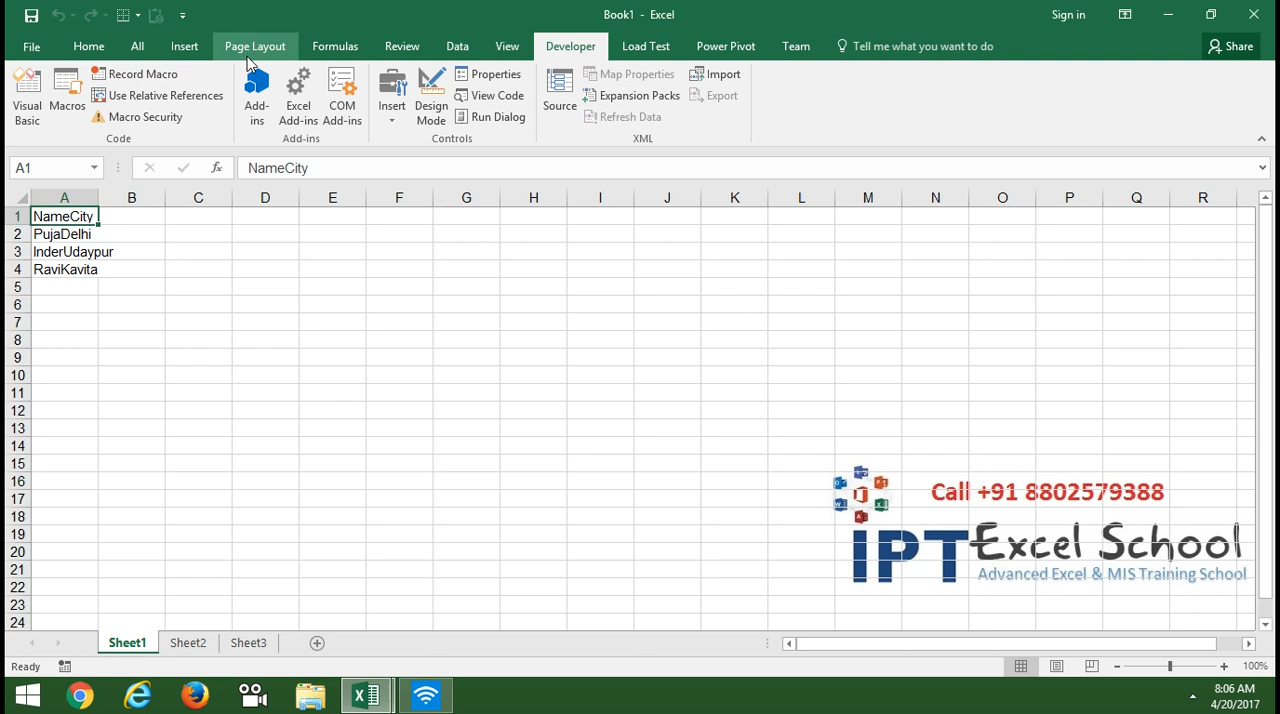 Book1 - Excel
Sign in
File Home All Insert Page Layout Formulas Review Data View Developer Load Test Power Pivot Team Tell me what you want to do Share
Visual Basic
Macros
Record Macro
Use Relative References
Macro Security
Code
Add-ins
Excel Add-ins
COM Add-ins
Add-ins
Insert
Design Mode
Properties
View Code
Run Dialog
Controls
Source
Map Properties
Expansion Packs
Refresh Data
Import
Export
XML
A1 fx NameCity
A B C D E F G H I J K L M N O P Q R
1 NameCity
2 PujaDelhi
3 InderUdaypur
4 RaviKavita
5
6
7
8
9
10
11
12
13
14
15
16
17
18
19
20
21
22
23
24
Call +91 8802579388
IPT Excel School
Advanced Excel & MIS Training School
Sheet1 Sheet2 Sheet3
Ready
100%
8:06 AM
4/20/2017